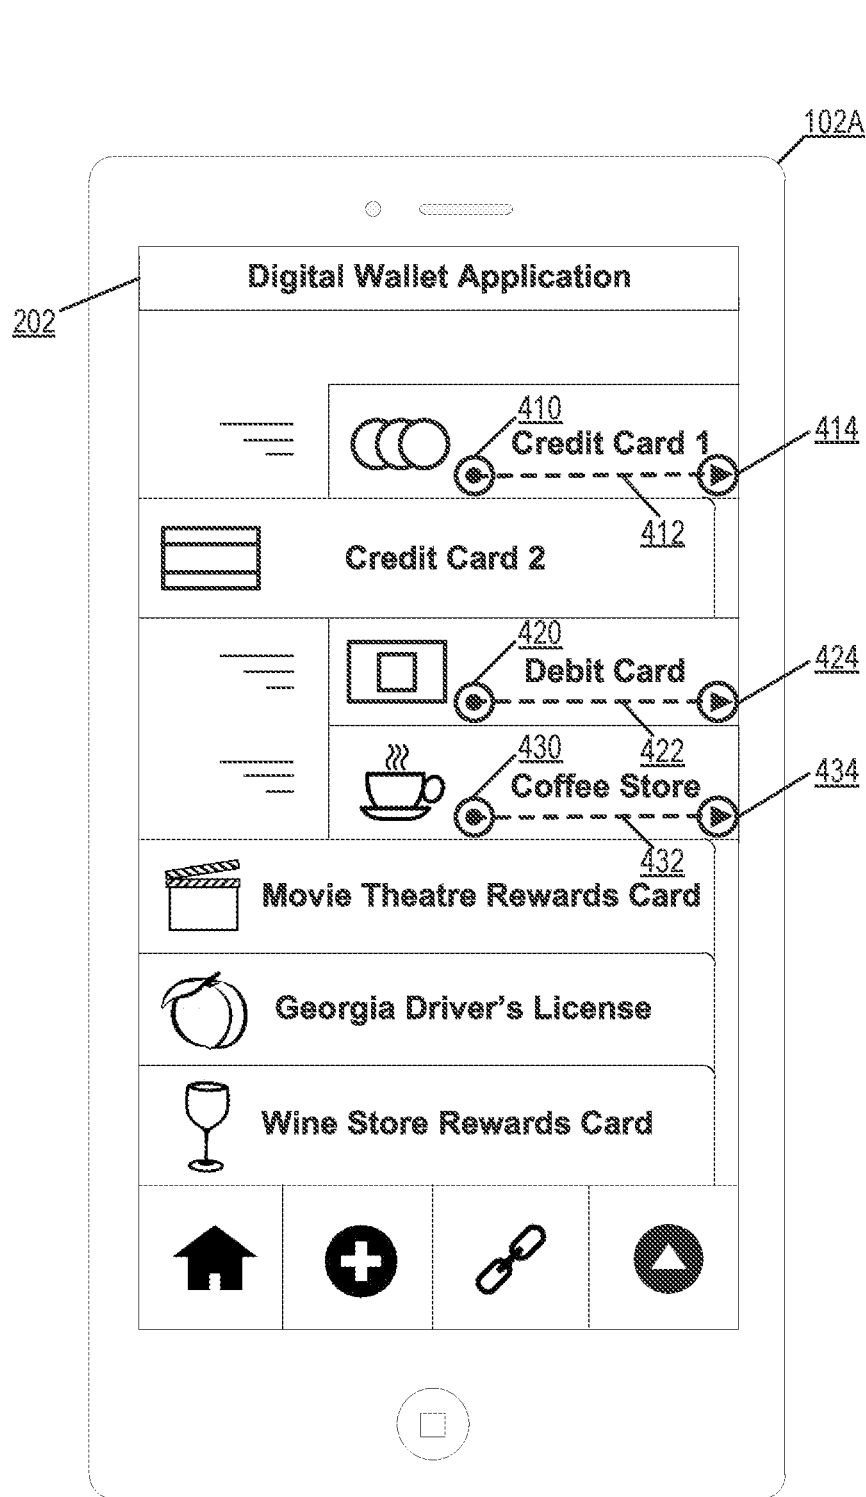 102A
Digital Wallet Application
202
410
Credit Card 1
414
412
Credit Card 2
420
Debit Card
424
422
430
Coffee Store
434
432
Movie Theatre Rewards Card
Georgia Driver's License
Wine Store Rewards Card